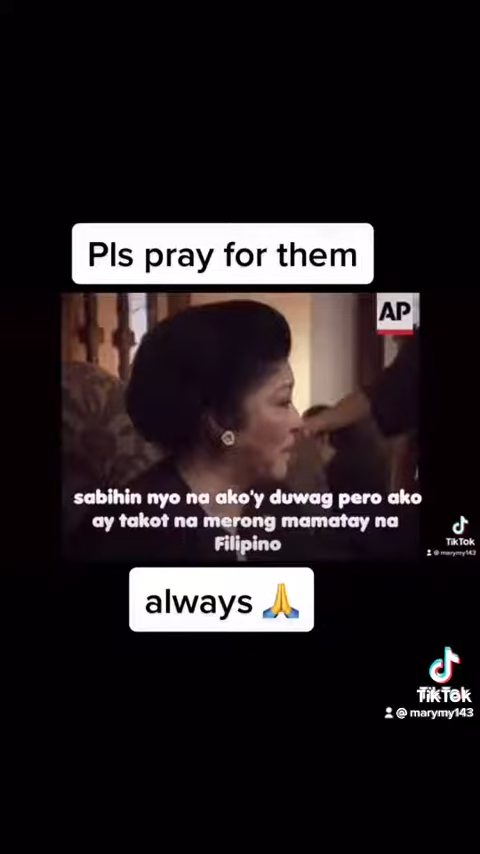 Pls pray for them
AP
sabihin nyo na ako'y duwag pero ako
ay takot na merong mamatay na
Filipino
TikTok
@marymy143
always 🙏
TikTok
@marymy143